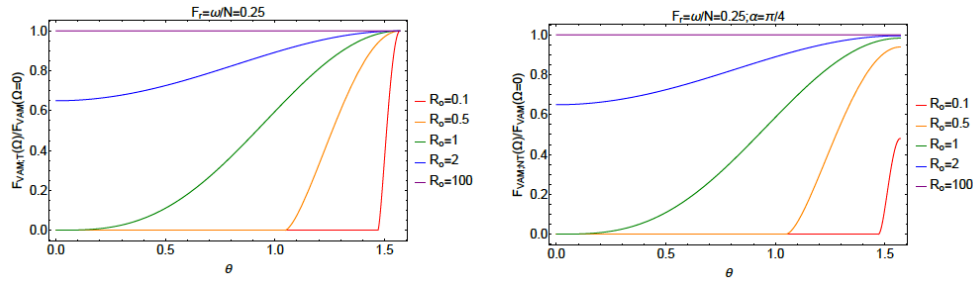 F_r=ω/N=0.25
F_VAM;T(Ω)/F_VAM(Ω=0)
1.0
0.8
0.6
0.4
0.2
0.0
0.0
0.5
1.0
1.5
θ
R_o=0.1
R_o=0.5
R_o=1
R_o=2
R_o=100
F_r=ω/N=0.25;α=π/4
F_VAM;NT(Ω)/F_VAM(Ω=0)
1.0
0.8
0.6
0.4
0.2
0.0
0.0
0.5
1.0
1.5
θ
R_o=0.1
R_o=0.5
R_o=1
R_o=2
R_o=100